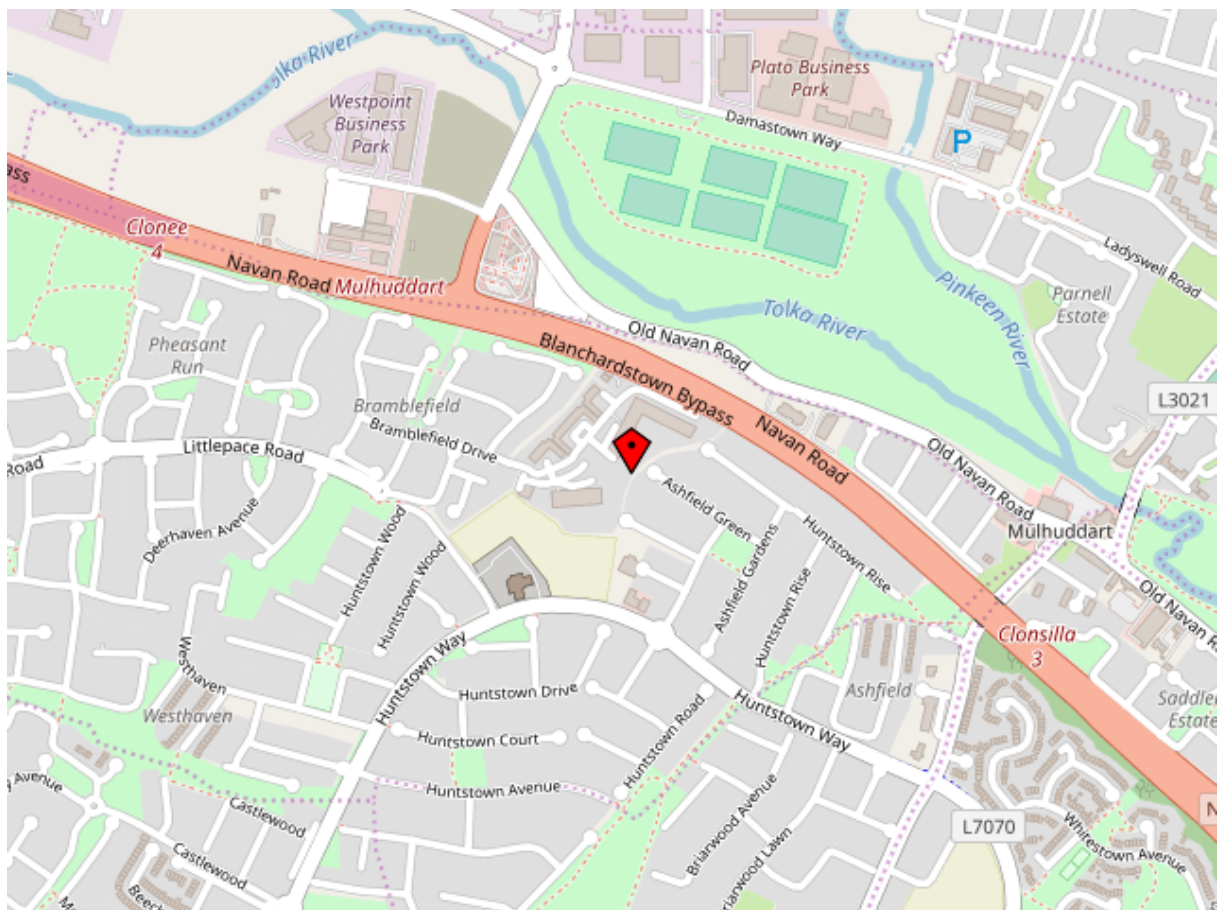 lka River
Westpoint
Business
Park
Plato Business
Park
Damastown Way
P
ass
Clonee
4
Navan Road
Mulhuddart
Ladyswell Road
Pinkeen River
Parnell
Estate
Tolka River
Old Navan Road
Blanchardstown Bypass
Pheasant
Run
Bramblefield
L3021
Bramblefield Drive
Navan Road
Old Navan Road
Littlepace Road
Road
Ashfield Green
Deerhaven Avenue
Huntstown Wood
Huntstown Wood
Ashfield Gardens
Huntstown Rise
Huntstown Rise
Mulhuddart
Old Navan R
Clonsilla
3
Westhaven
Westhaven
Huntstown Way
Huntstown Drive
Huntstown Road
Huntstown Way
Ashfield
Saddler
Estate
Huntstown Court
Huntstown Avenue
Avenue
Castlewood
Castlewood
Briarwood Avenue
riarwood Lawn
L7070
Whitestown Avenue
N
Beech